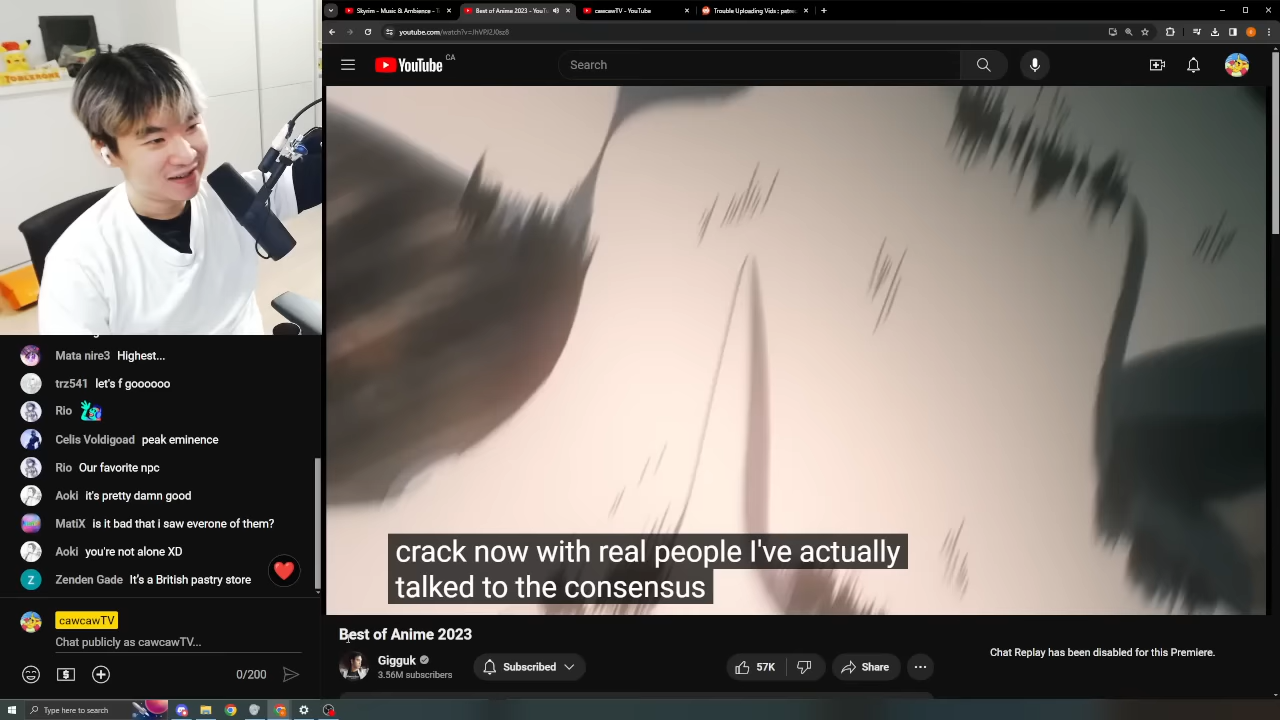 Skyrim - Music & Ambience - T
Best of Anime 2023 - YouTu
cawcawTV - YouTube
Trouble Uploading Vids : patre
youtube.com/watch?v=JhVPJ2J0sz8
YouTube CA
Search
TOBLERONE
crack now with real people I've actually
talked to the consensus
Mata nire3 Highest...
trz541 let's f goooooo
Rio
Celis Voldigoad peak eminence
Rio Our favorite npc
Aoki it's pretty damn good
MatiX is it bad that i saw everone of them?
Aoki you're not alone XD
Z Zenden Gade It's a British pastry store
cawcawTV
Chat publicly as cawcawTV...
0/200
Best of Anime 2023
Gigguk
3.56M subscribers
Subscribed
57K
Share
Chat Replay has been disabled for this Premiere.
Type here to search